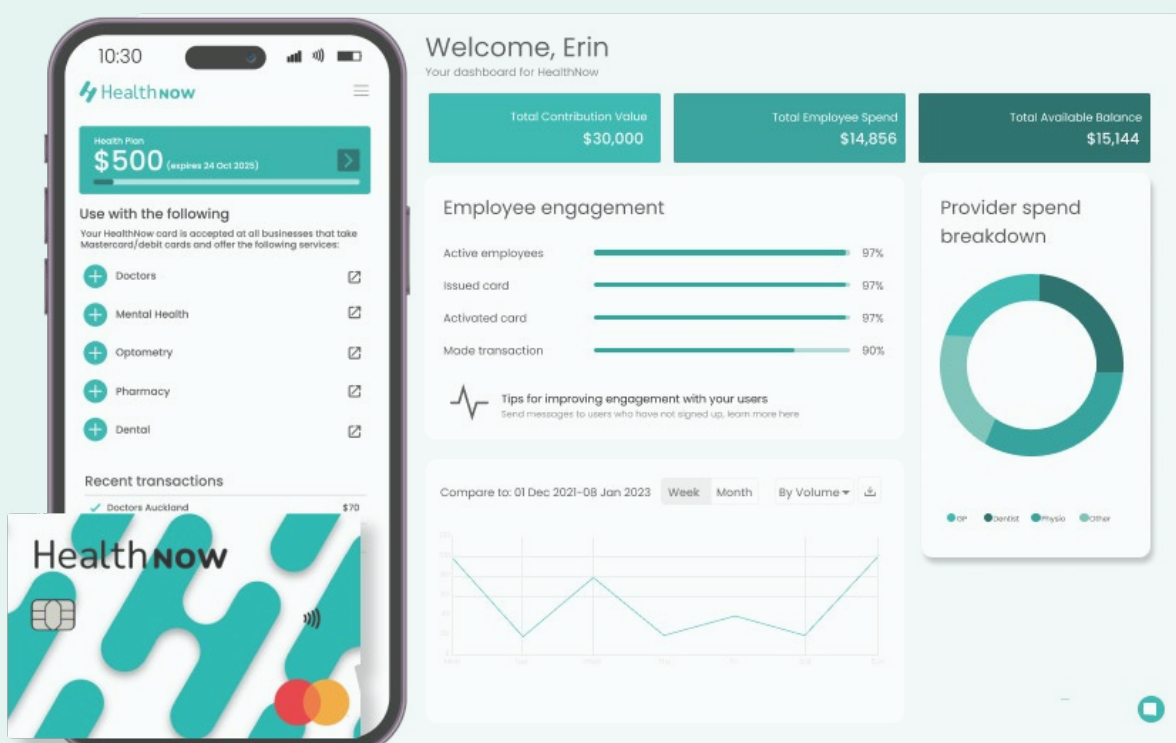 10:30
HealthNOW
Health Plan
$500 (expires 24 Oct 2025)
Use with the following
Your HealthNow card is accepted at all businesses that take
Mastercard/debit cards and offer the following services:
Doctors
Mental Health
Optometry
Pharmacy
Dental
Recent transactions
Doctors Auckland $70
HealthNOW
Welcome, Erin
Your dashboard for HealthNow
Total Contribution Value
$30,000
Total Employee Spend
$14,856
Total Available Balance
$15,144
Employee engagement
Active employees 97%
Issued card 97%
Activated card 97%
Made transaction 90%
Tips for improving engagement with your users
Send messages to users who have not signed up, learn more here
Compare to: 01 Dec 2021-08 Jan 2023 Week Month By Volume
Provider spend
breakdown
GP Dentist Physio Other